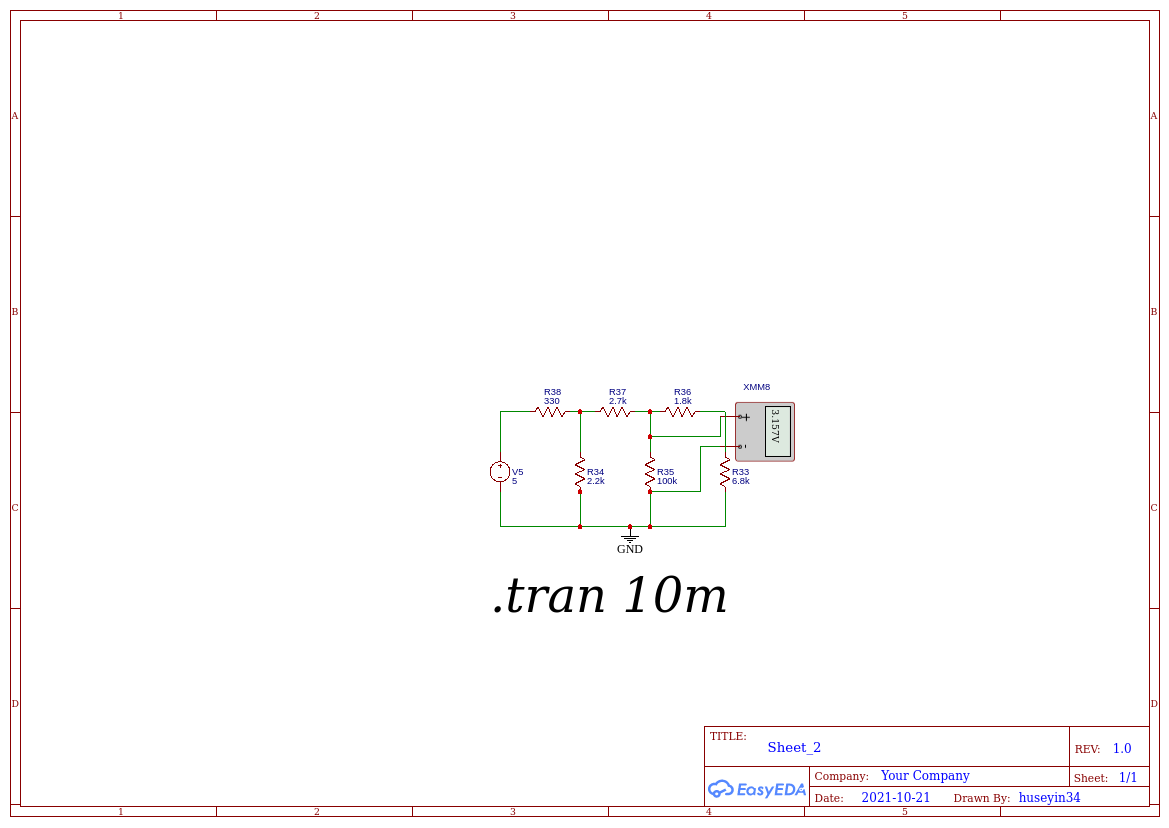 1 2 3 4 5
A A
B B
C C
D D
R38 R37 R36 XMM8
330 2.7k 1.8k
3.157V
+
-
V5 R34 R35 R33
5 2.2k 100k 6.8k
GND
.tran 10m
TITLE:
Sheet_2
REV: 1.0
EasyEDA
Company: Your Company
Sheet: 1/1
Date: 2021-10-21 Drawn By: huseyin34
1 2 3 4 5